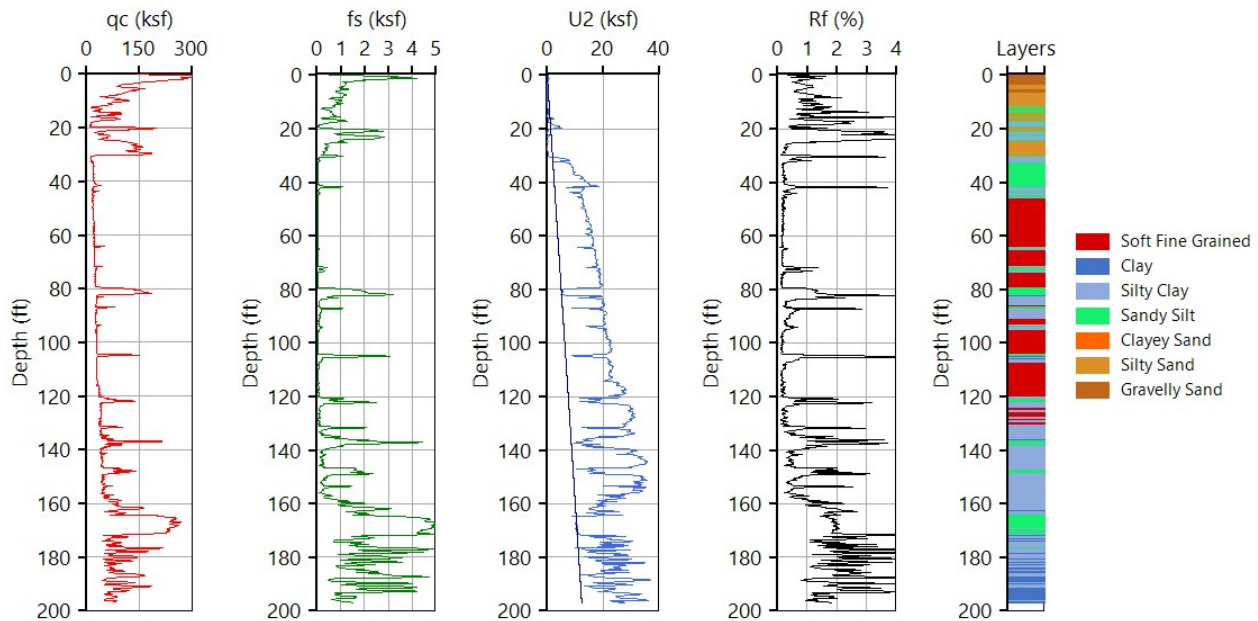 qc (ksf) fs (ksf) U2 (ksf) Rf (%) Layers
0 150 300 0 1 2 3 4 5 0 20 40 0 1 2 3 4
0 0 0 0 0
20 20 20 20 20
40 40 40 40 40
60 60 60 60 60
80 80 80 80 80
100 100 100 100 100
120 120 120 120 120
140 140 140 140 140
160 160 160 160 160
180 180 180 180 180
200 200 200 200 200
Depth (ft) Depth (ft) Depth (ft) Depth (ft) Depth (ft)
Soft Fine Grained
Clay
Silty Clay
Sandy Silt
Clayey Sand
Silty Sand
Gravelly Sand